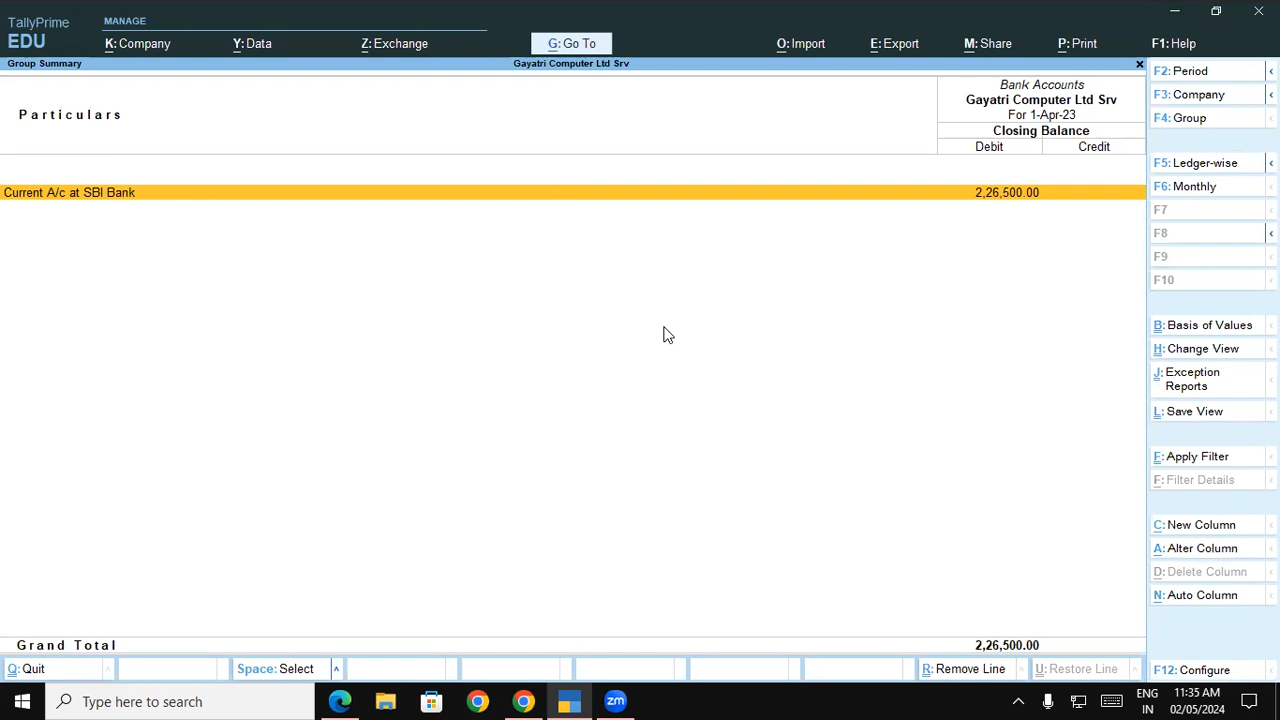 TallyPrime
EDU
MANAGE
K: Company
Y: Data
Z: Exchange
G: Go To
O: Import
E: Export
M: Share
P: Print
F1: Help
Group Summary
Gayatri Computer Ltd Srv
Particulars
Bank Accounts
Gayatri Computer Ltd Srv
For 1-Apr-23
Closing Balance
Debit Credit
Current A/c at SBI Bank 2,26,500.00
Grand Total 2,26,500.00
F2: Period
F3: Company
F4: Group
F5: Ledger-wise
F6: Monthly
F7
F8
F9
F10
B: Basis of Values
H: Change View
J: Exception
Reports
L: Save View
F: Apply Filter
F: Filter Details
C: New Column
A: Alter Column
D: Delete Column
N: Auto Column
F12: Configure
Q: Quit
Space: Select
R: Remove Line
U: Restore Line
Type here to search
zm
ENG
IN
11:35 AM
02/05/2024